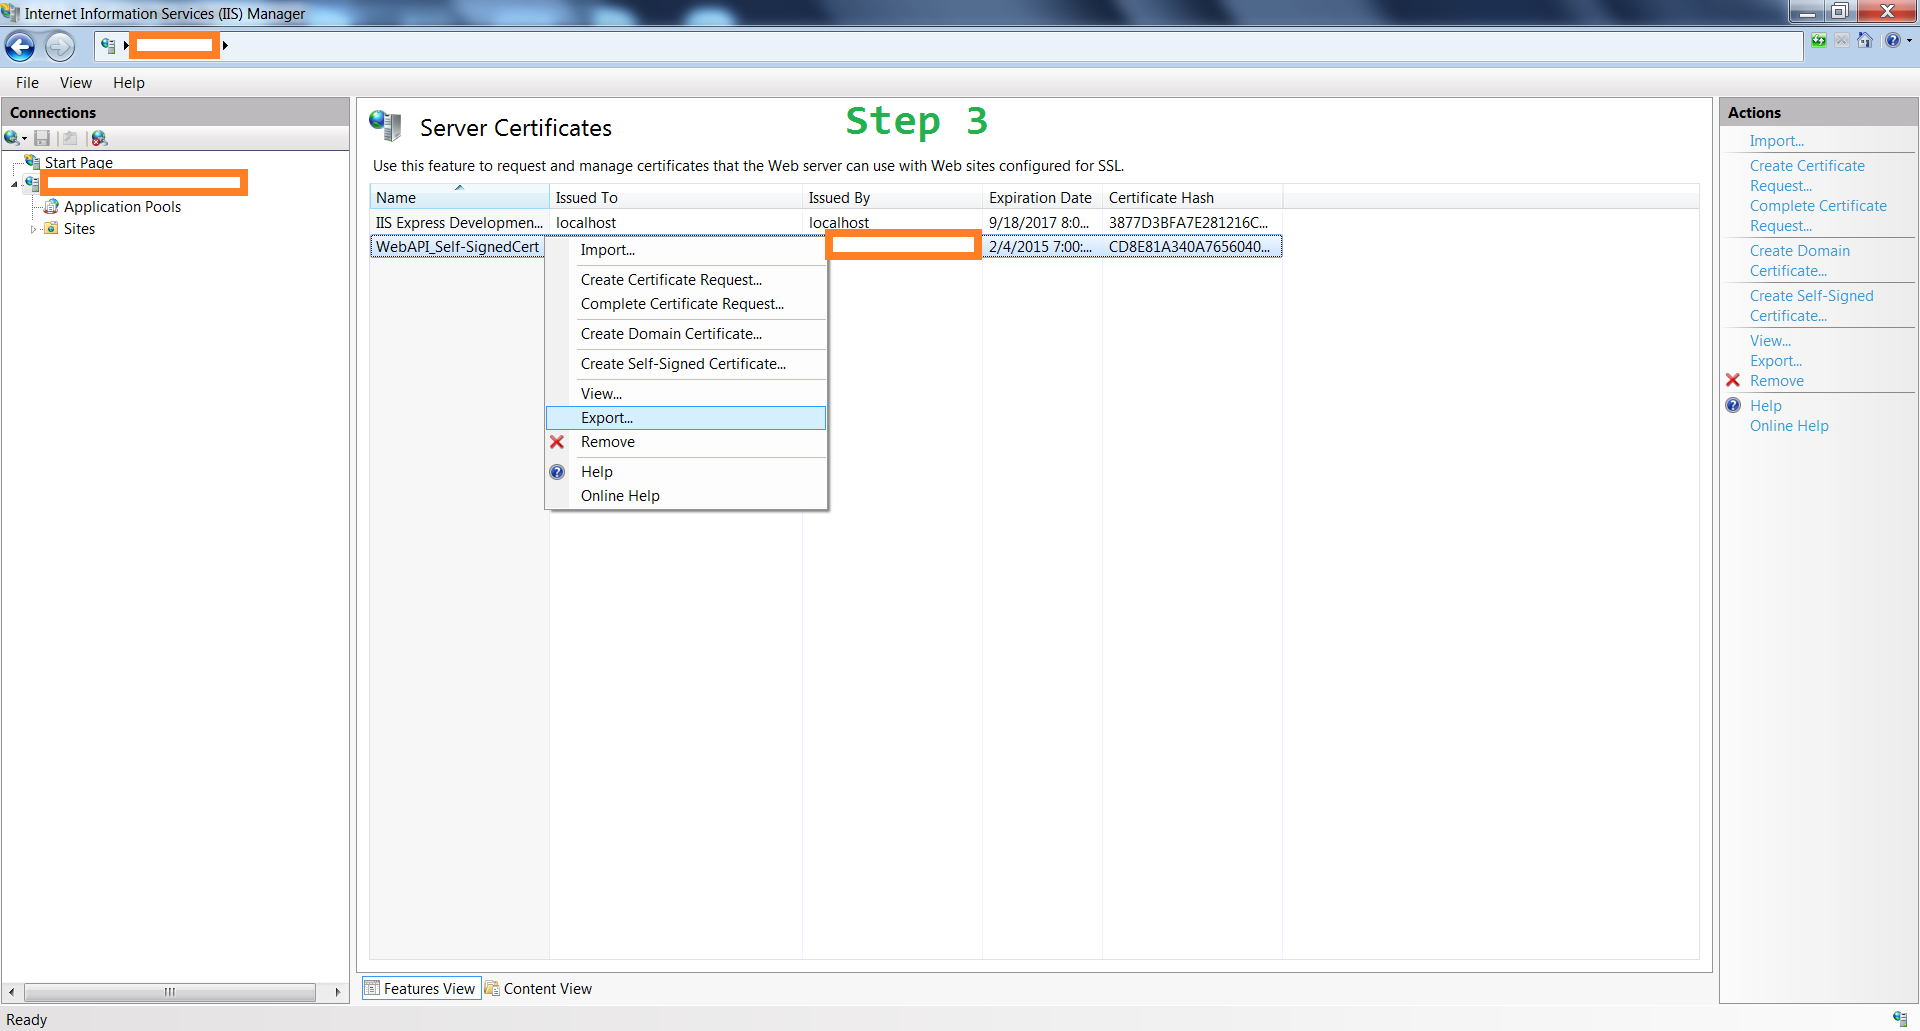 Internet Information Services (IIS) Manager
File View Help
Connections
Start Page
Application Pools
Sites
Step 3
Server Certificates
Use this feature to request and manage certificates that the Web server can use with Web sites configured for SSL.
Name Issued To Issued By Expiration Date Certificate Hash
IIS Express Developmen... localhost localhost 9/18/2017 8:0... 3877D3BFA7E281216C...
WebAPI_Self-SignedCert 2/4/2015 7:00:... CD8E81A340A7656040...
Import...
Create Certificate Request...
Complete Certificate Request...
Create Domain Certificate...
Create Self-Signed Certificate...
View...
Export...
Remove
Help
Online Help
Features View Content View
Actions
Import...
Create Certificate
Request...
Complete Certificate
Request...
Create Domain
Certificate...
Create Self-Signed
Certificate...
View...
Export...
Remove
Help
Online Help
Ready